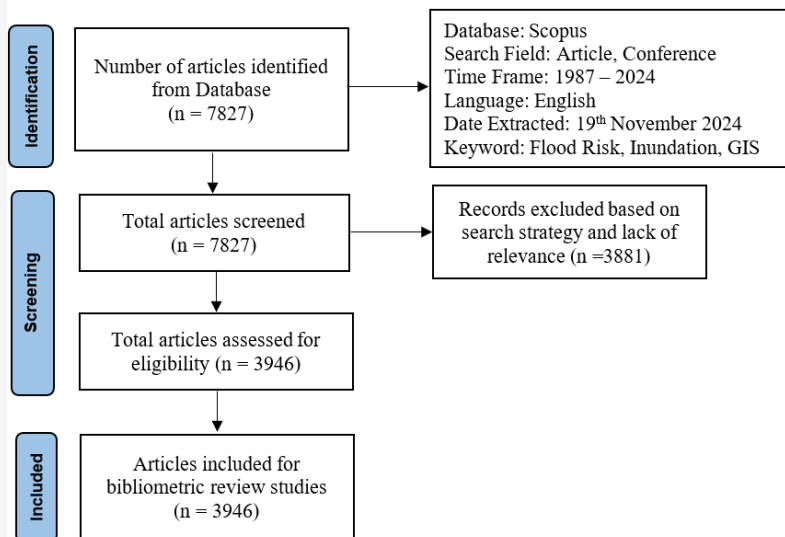 Identification
Number of articles identified
from Database
(n = 7827)
Database: Scopus
Search Field: Article, Conference
Time Frame: 1987 – 2024
Language: English
Date Extracted: 19th November 2024
Keyword: Flood Risk, Inundation, GIS
Screening
Total articles screened
(n = 7827)
Records excluded based on
search strategy and lack of
relevance (n =3881)
Total articles assessed for
eligibility (n = 3946)
Included
Articles included for
bibliometric review studies
(n = 3946)